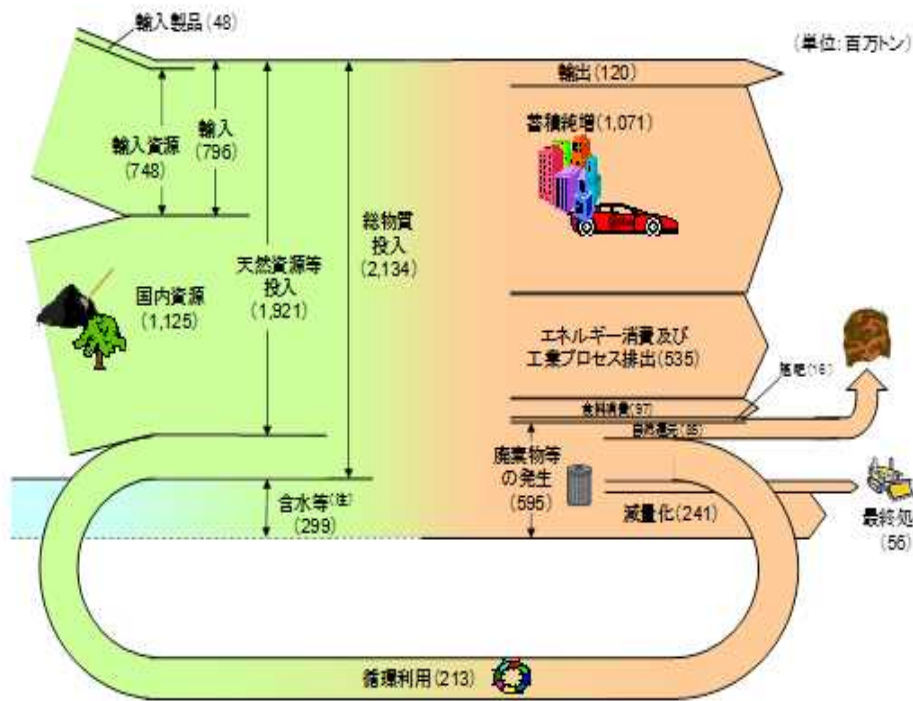 輸入製品(48)
(単位:百万トン)
輸出(120)
蓄積純増(1,071)
輸入
(796)
輸入資源
(748)
総物質
投入
(2,134)
天然資源等
投入
(1,921)
国内資源
(1,125)
エネルギー消費及び
工業プロセス排出(535)
施肥(16)
食料消費(97)
自然還元(85)
廃棄物等
の発生
(595)
含水等(注)
(299)
減量化(241)
最終処
(56)
循環利用(213)